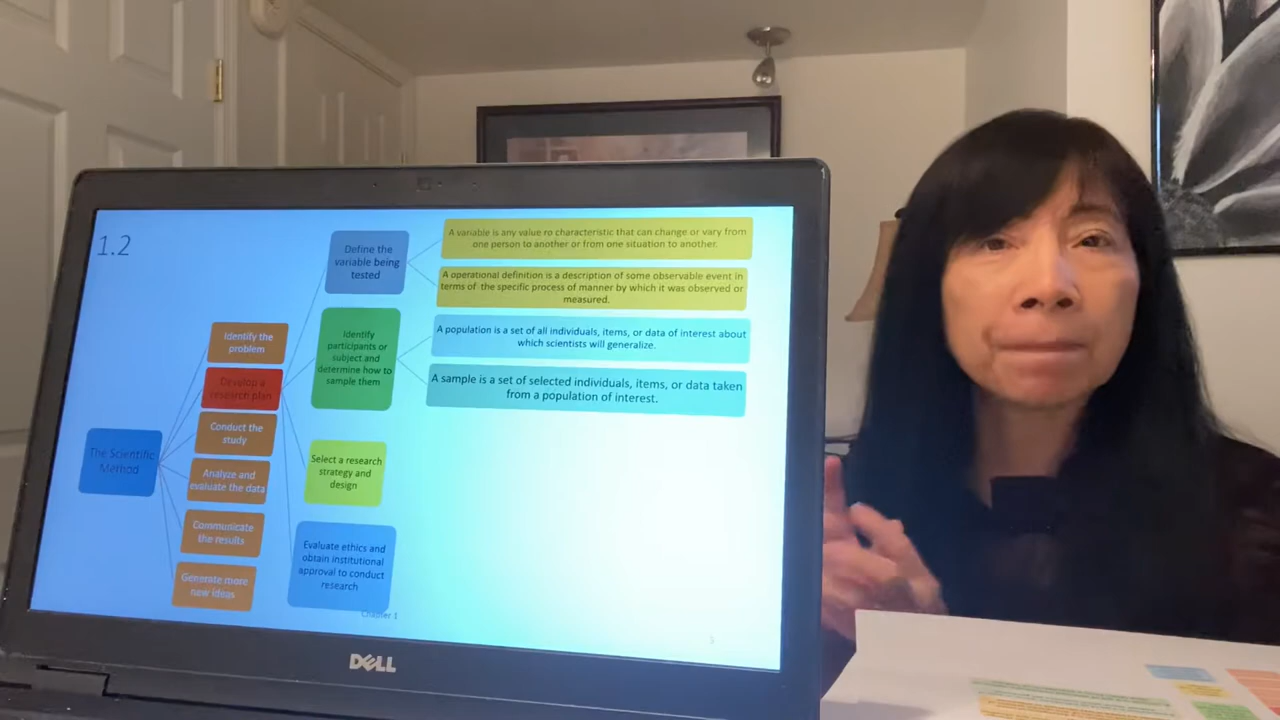 1.2
The Scientific
Method
Identify the
problem
Develop a
research plan
Conduct the
study
Analyze and
evaluate the data
Communicate
the results
Generate more
new ideas
Define the
variable being
tested
A variable is any value ro characteristic that can change or vary from
one person to another or from one situation to another.
A operational definition is a description of some observable event in
terms of the specific process of manner by which it was observed or
measured.
Identify
participants or
subject and
determine how to
sample them
A population is a set of all individuals, items, or data of interest about
which scientists will generalize.
A sample is a set of selected individuals, items, or data taken
from a population of interest.
Select a research
strategy and
design
Evaluate ethics and
obtain institutional
approval to conduct
research
Chapter 1
DELL